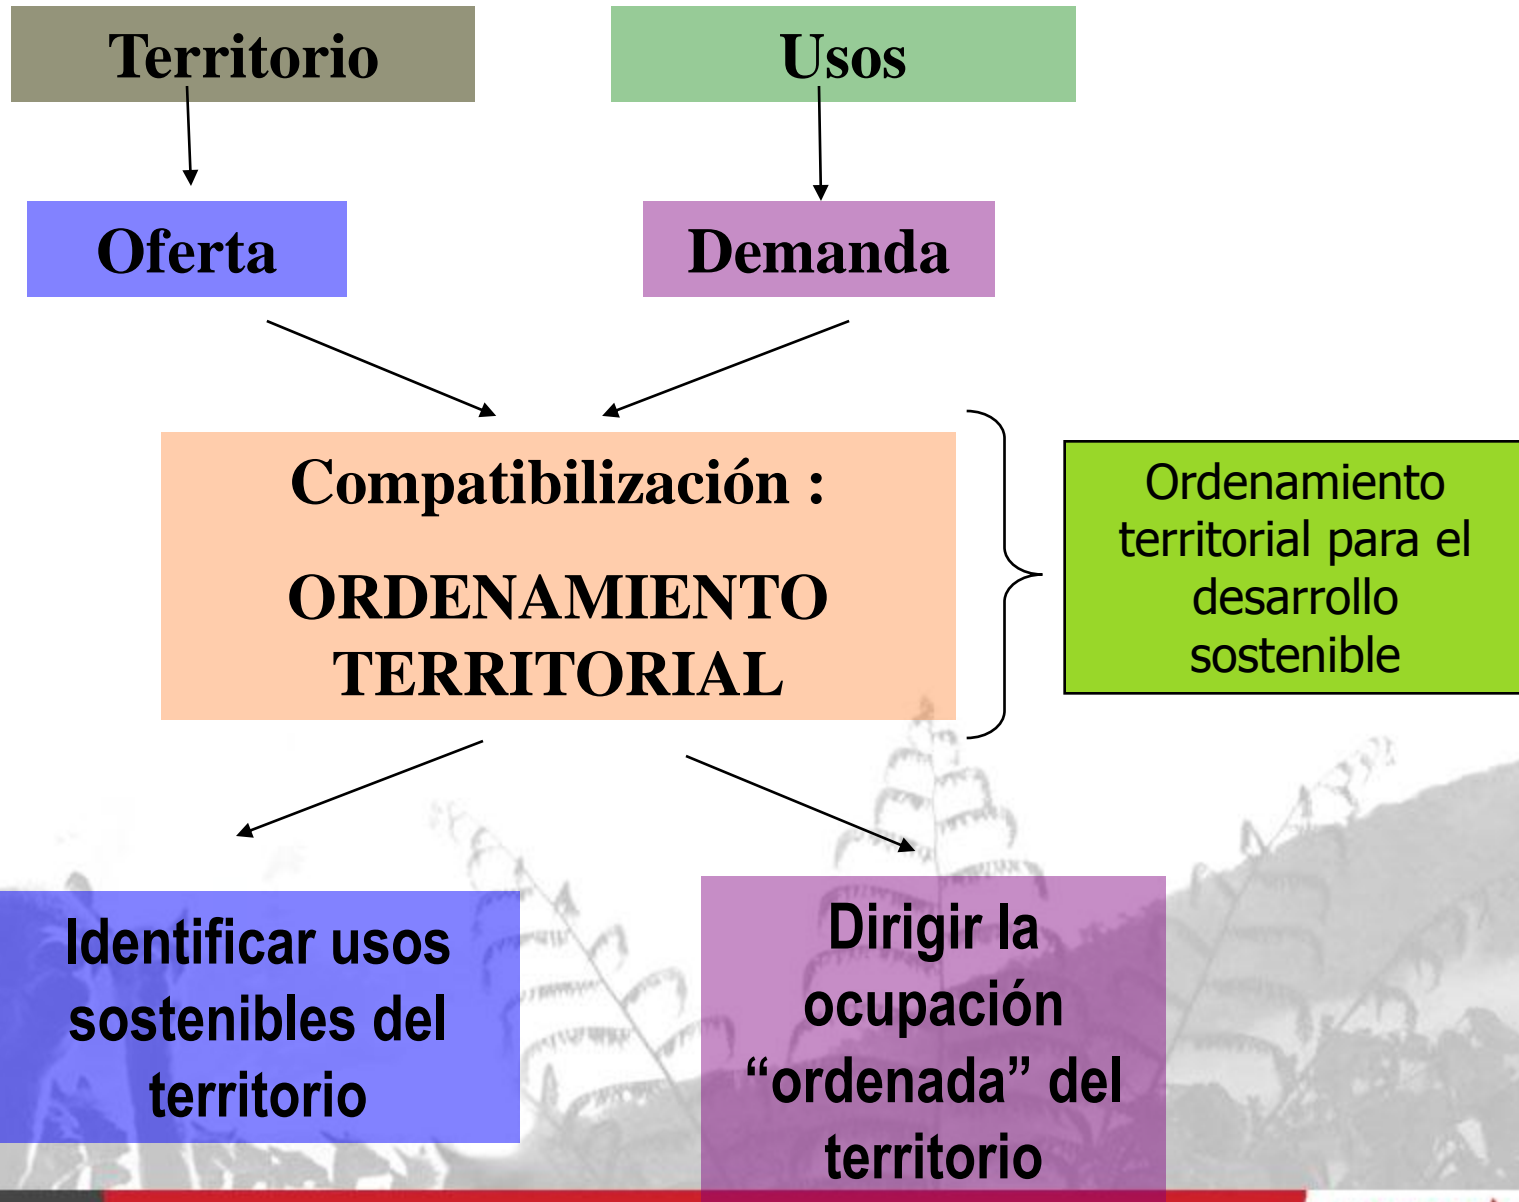 Territorio
Usos
Oferta
Demanda
Compatibilización :
ORDENAMIENTO
TERRITORIAL
Ordenamiento
territorial para el
desarrollo
sostenible
Identificar usos
sostenibles del
territorio
Dirigir la
ocupación
“ordenada” del
territorio